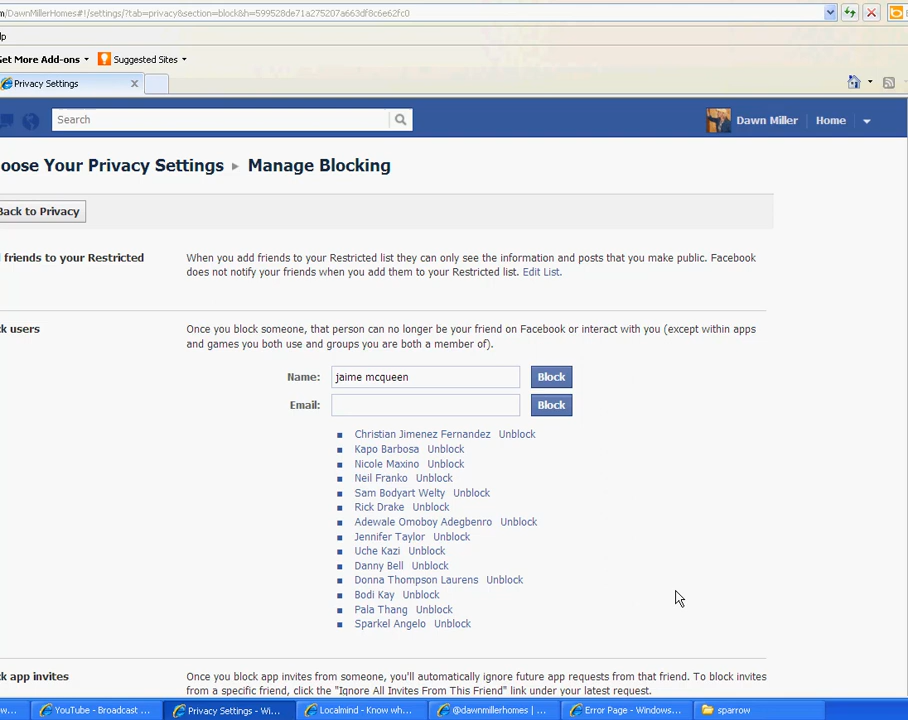 m/DawnMillerHomes#!/settings/?tab=privacy&section=block&h=599528de71a275207a663df8c6e62fc0
lp
Get More Add-ons
Suggested Sites
Privacy Settings
Search
Dawn Miller
Home
oose Your Privacy Settings ▸ Manage Blocking
Back to Privacy
friends to your Restricted
When you add friends to your Restricted list they can only see the information and posts that you make public. Facebook
does not notify your friends when you add them to your Restricted list. Edit List.
ck users
Once you block someone, that person can no longer be your friend on Facebook or interact with you (except within apps
and games you both use and groups you are both a member of).
Name: jaime mcqueen Block
Email: Block
Christian Jimenez Fernandez Unblock
Kapo Barbosa Unblock
Nicole Maxino Unblock
Neil Franko Unblock
Sam Bodyart Welty Unblock
Rick Drake Unblock
Adewale Omoboy Adegbenro Unblock
Jennifer Taylor Unblock
Uche Kazi Unblock
Danny Bell Unblock
Donna Thompson Laurens Unblock
Bodi Kay Unblock
Pala Thang Unblock
Sparkel Angelo Unblock
ck app invites
Once you block app invites from someone, you'll automatically ignore future app requests from that friend. To block invites
from a specific friend, click the "Ignore All Invites From This Friend" link under your latest request.
w...
YouTube - Broadcast ...
Privacy Settings - Wi...
Localmind - Know wh...
@dawnmillerhomes | ...
Error Page - Windows...
sparrow